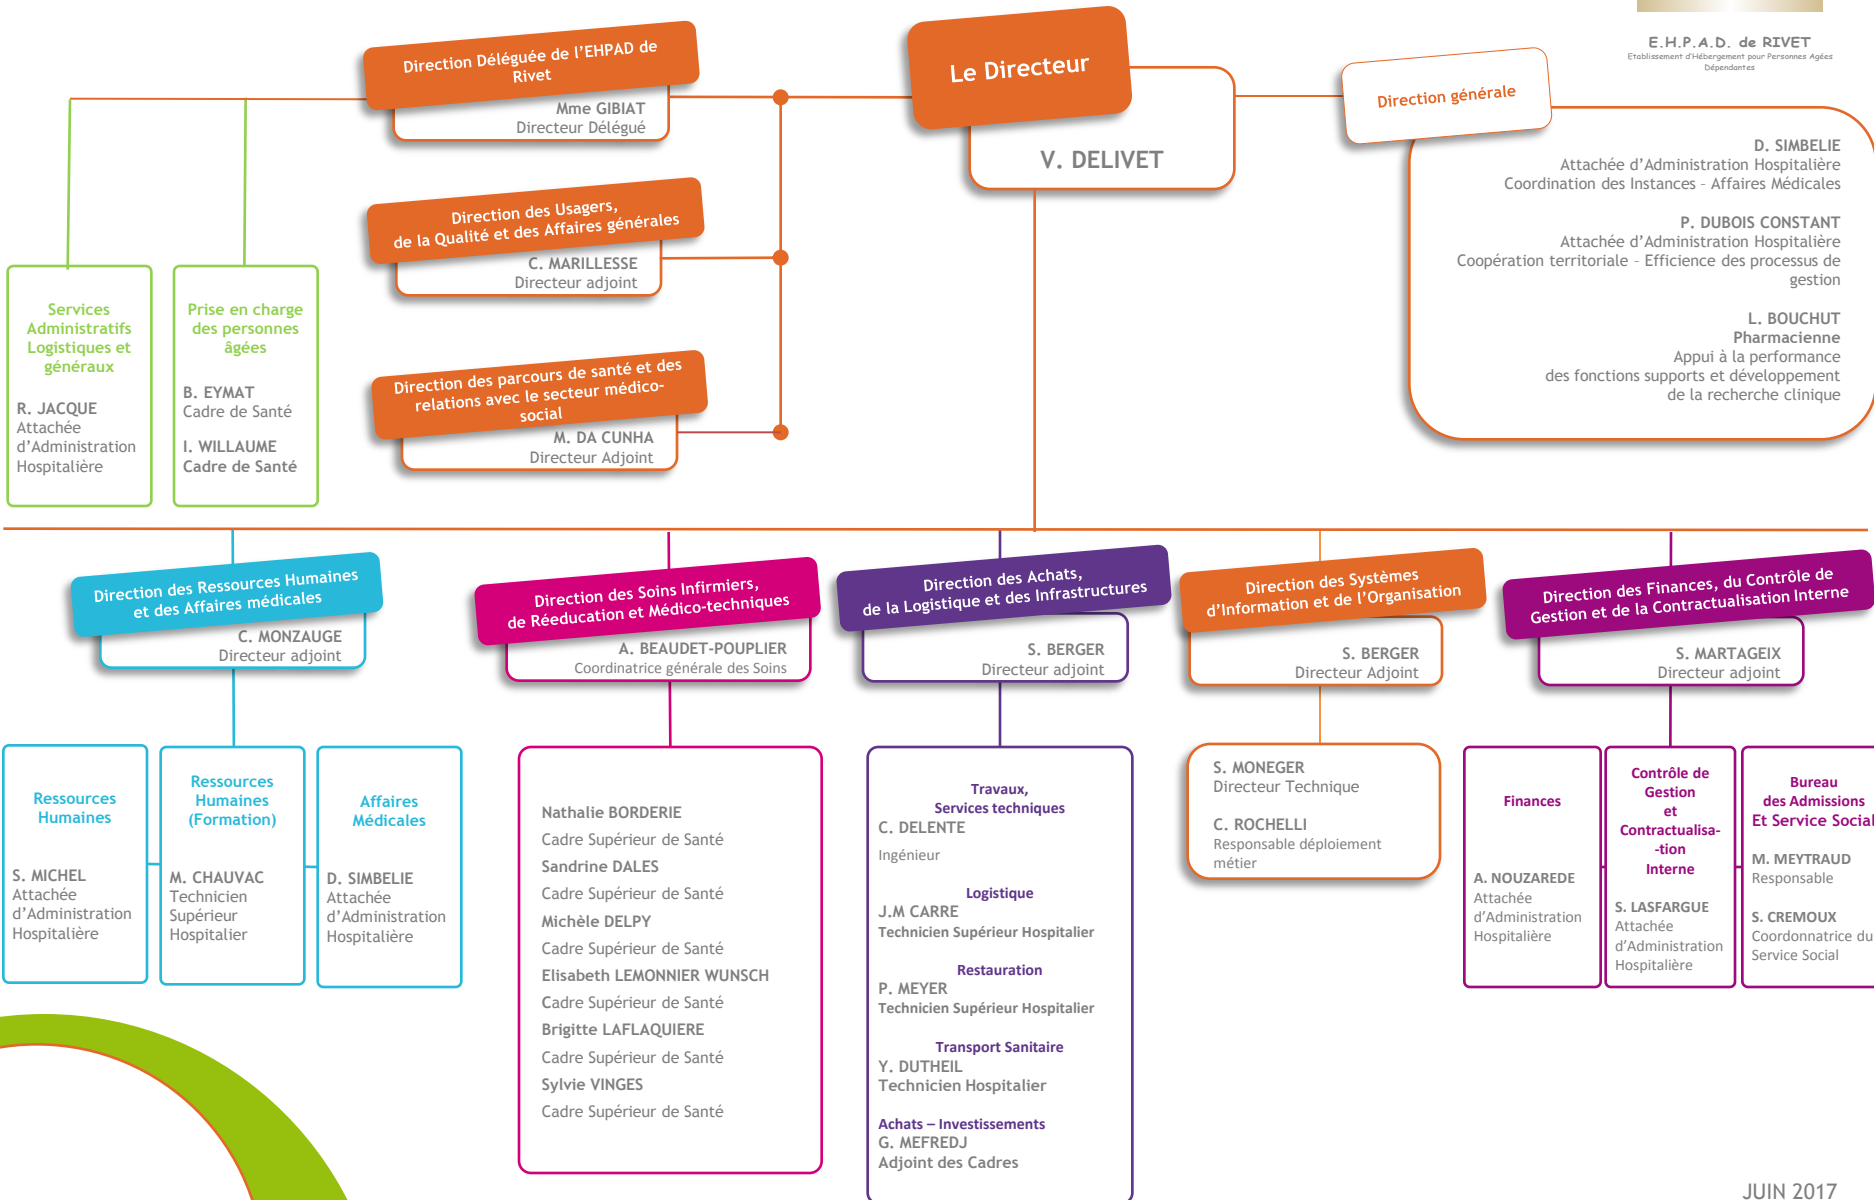 E.H.P.A.D. de RIVET
Etablissement d'Hébergement pour Personnes Agées
Dépendantes
Le Directeur
V. DELIVET
Direction générale
D. SIMBELIE
Attachée d'Administration Hospitalière
Coordination des Instances – Affaires Médicales
P. DUBOIS CONSTANT
Attachée d'Administration Hospitalière
Coopération territoriale – Efficience des processus de
gestion
L. BOUCHUT
Pharmacienne
Appui à la performance
des fonctions supports et développement
de la recherche clinique
Direction Déléguée de l'EHPAD de
Rivet
Mme GIBIAT
Directeur Délégué
Direction des Usagers,
de la Qualité et des Affaires générales
C. MARILLESSE
Directeur adjoint
Direction des parcours de santé et des
relations avec le secteur médico-
social
M. DA CUNHA
Directeur Adjoint
Services
Administratifs
Logistiques et
généraux
R. JACQUE
Attachée
d'Administration
Hospitalière
Prise en charge
des personnes
âgées
B. EYMAT
Cadre de Santé
I. WILLAUME
Cadre de Santé
Direction des Ressources Humaines
et des Affaires médicales
C. MONZAUGE
Directeur adjoint
Ressources
Humaines
S. MICHEL
Attachée
d'Administration
Hospitalière
Ressources
Humaines
(Formation)
M. CHAUVAC
Technicien
Supérieur
Hospitalier
Affaires
Médicales
D. SIMBELIE
Attachée
d'Administration
Hospitalière
Direction des Soins Infirmiers,
de Rééducation et Médico-techniques
A. BEAUDET-POUPLIER
Coordinatrice générale des Soins
Nathalie BORDERIE
Cadre Supérieur de Santé
Sandrine DALES
Cadre Supérieur de Santé
Michèle DELPY
Cadre Supérieur de Santé
Elisabeth LEMONNIER WUNSCH
Cadre Supérieur de Santé
Brigitte LAFLAQUIERE
Cadre Supérieur de Santé
Sylvie VINGES
Cadre Supérieur de Santé
Direction des Achats,
de la Logistique et des Infrastructures
S. BERGER
Directeur adjoint
Travaux,
Services techniques
C. DELENTE
Ingénieur
Logistique
J.M CARRE
Technicien Supérieur Hospitalier
Restauration
P. MEYER
Technicien Supérieur Hospitalier
Transport Sanitaire
Y. DUTHEIL
Technicien Hospitalier
Achats – Investissements
G. MEFREDJ
Adjoint des Cadres
Direction des Systèmes
d'Information et de l'Organisation
S. BERGER
Directeur Adjoint
S. MONEGER
Directeur Technique
C. ROCHELLI
Responsable déploiement
métier
Direction des Finances, du Contrôle de
Gestion et de la Contractualisation Interne
S. MARTAGEIX
Directeur adjoint
Finances
A. NOUZAREDE
Attachée
d'Administration
Hospitalière
Contrôle de
Gestion
et
Contractualisa-
-tion
Interne
S. LASFARGUE
Attachée
d'Administration
Hospitalière
Bureau
des Admissions
Et Service Social
M. MEYTRAUD
Responsable
S. CREMOUX
Coordonnatrice du
Service Social
JUIN 2017